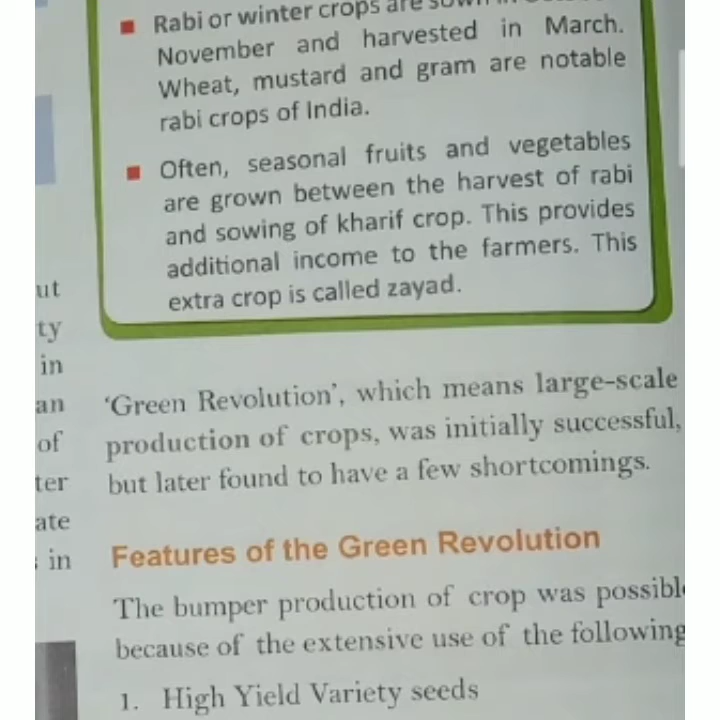 Rabi or winter crops are
November and harvested in March.
Wheat, mustard and gram are notable
rabi crops of India.
Often, seasonal fruits and vegetables
are grown between the harvest of rabi
and sowing of kharif crop. This provides
additional income to the farmers. This
extra crop is called zayad.
ut
ty
in
an
of
ter
ate
in
‘Green Revolution’, which means large-scale
production of crops, was initially successful,
but later found to have a few shortcomings.
Features of the Green Revolution
The bumper production of crop was possible
because of the extensive use of the following
1. High Yield Variety seeds